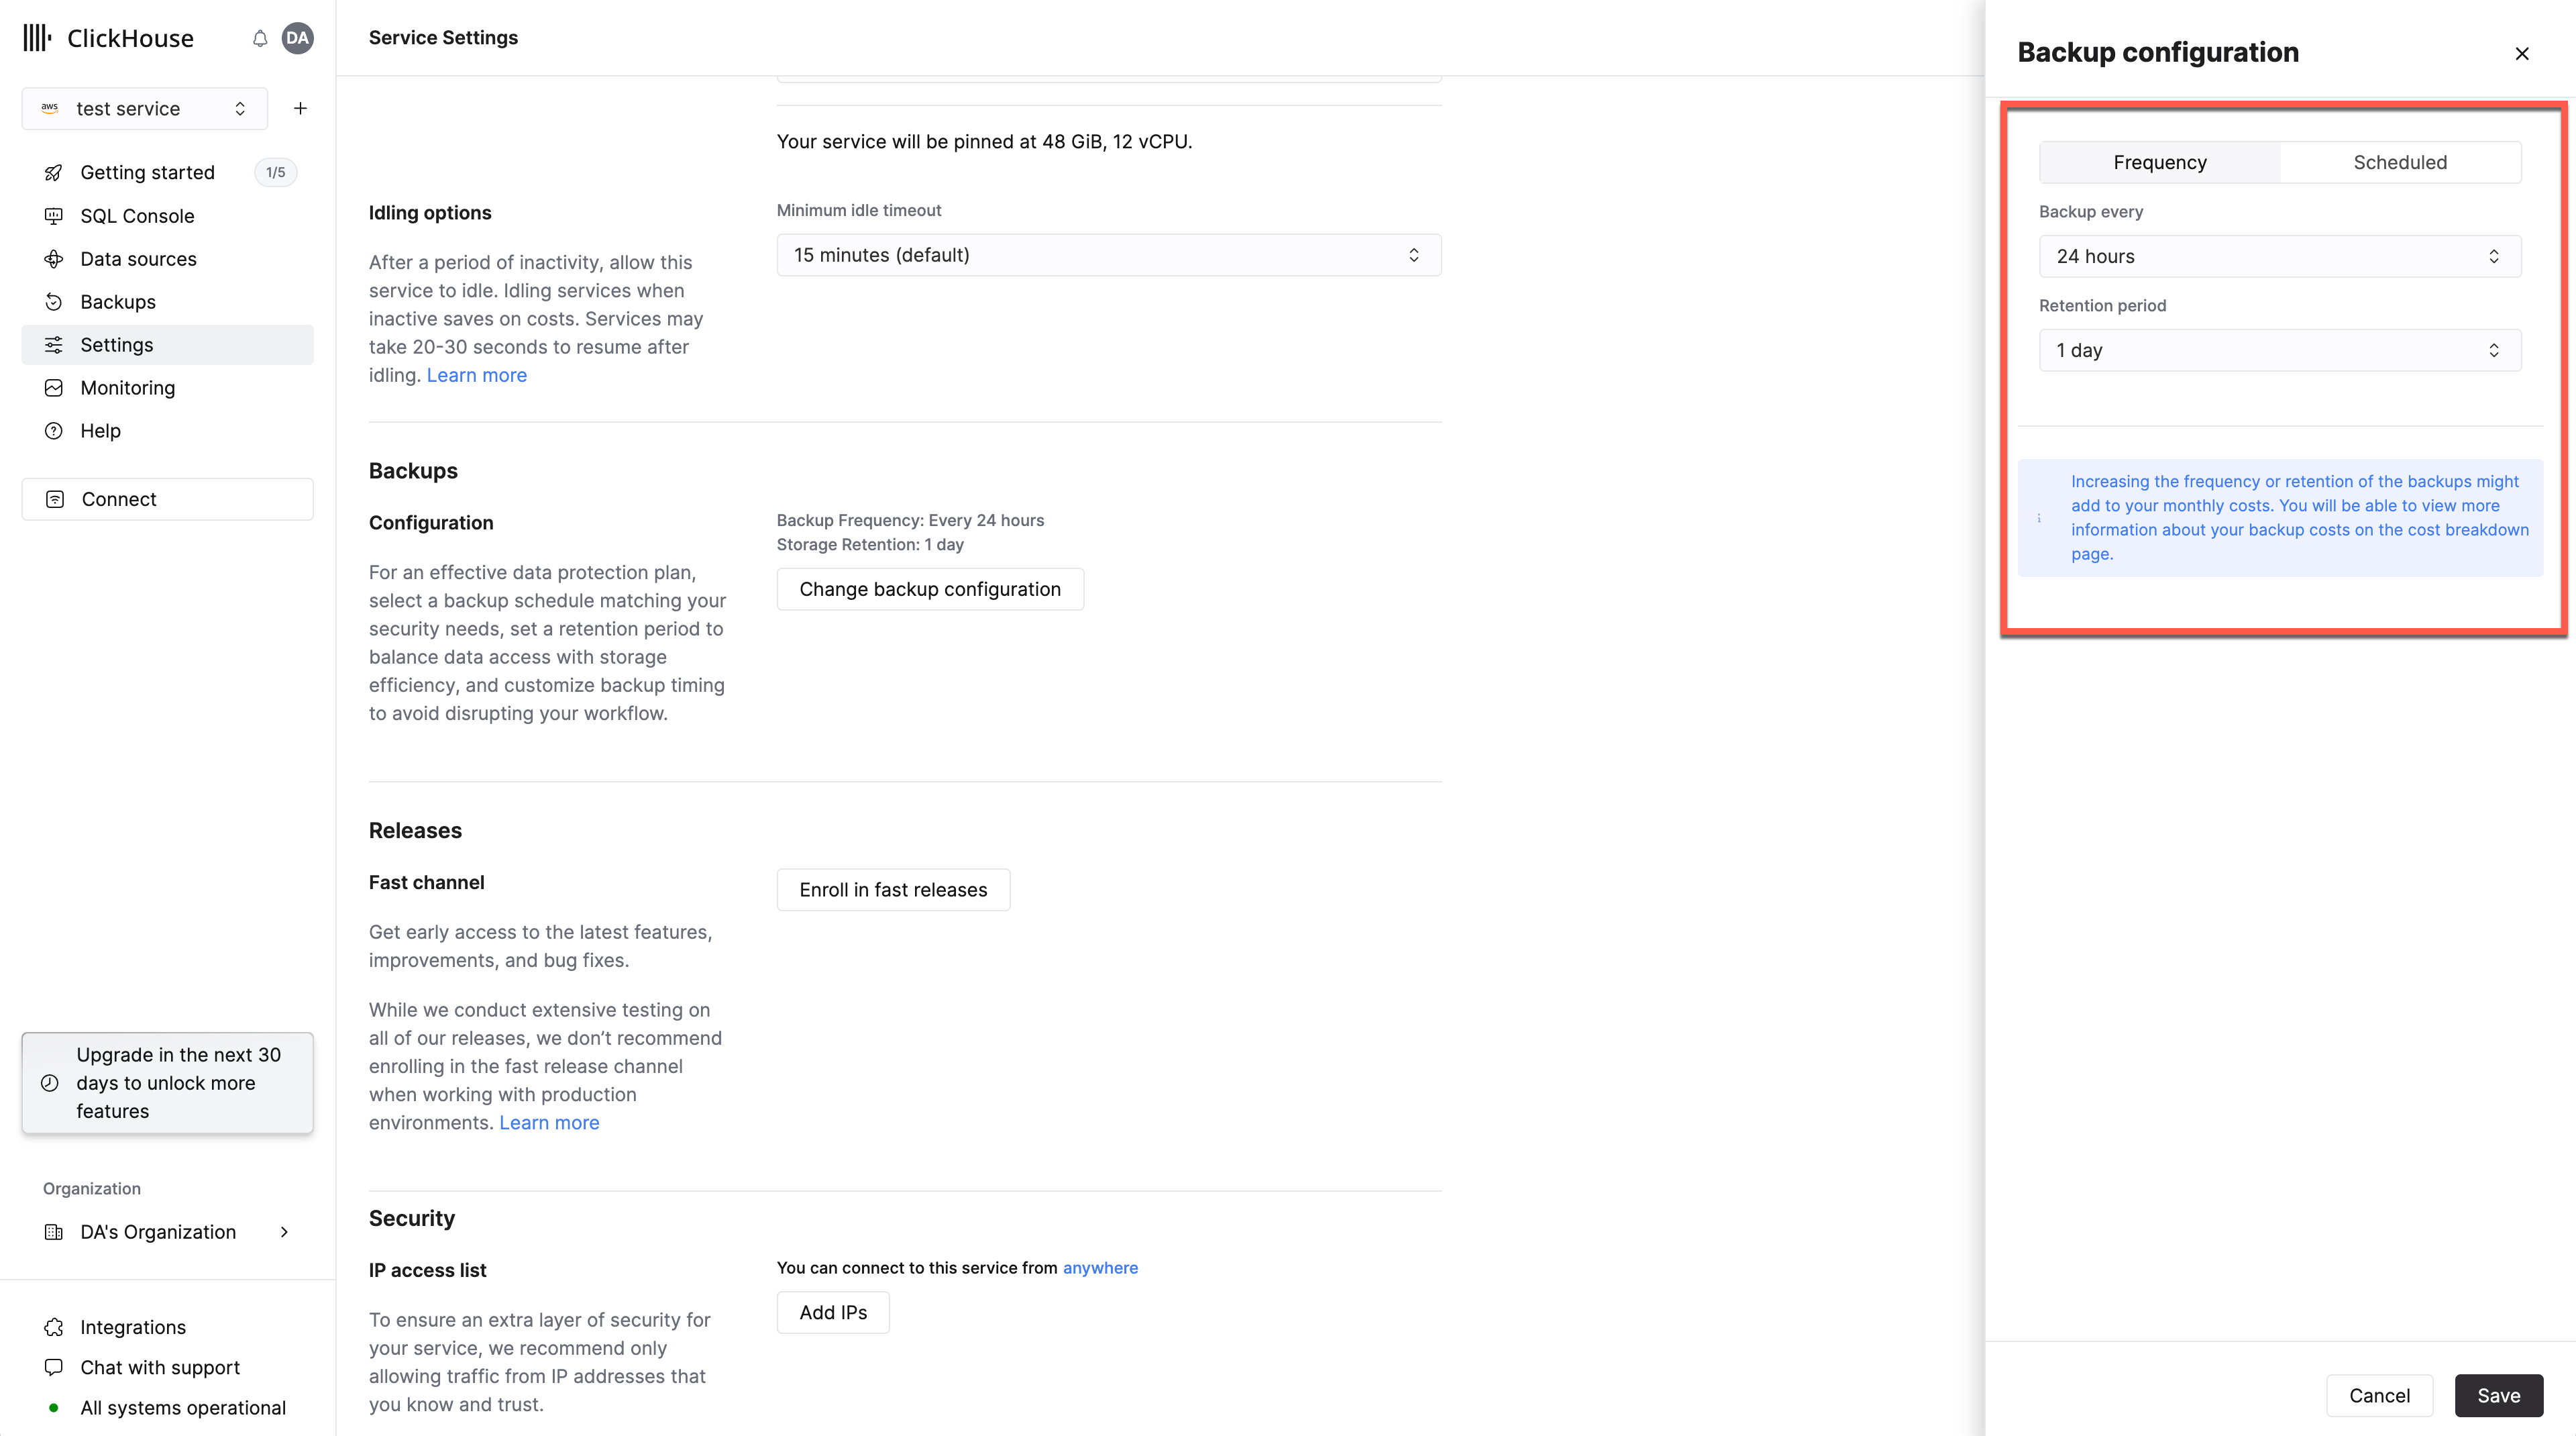 ClickHouse
DA
aws
test service
Getting started
1/5
SQL Console
Data sources
Backups
Settings
Monitoring
Help
Connect
Upgrade in the next 30
days to unlock more
features
Organization
DA's Organization
Integrations
Chat with support
All systems operational
Service Settings
Your service will be pinned at 48 GiB, 12 vCPU.
Idling options
After a period of inactivity, allow this
service to idle. Idling services when
inactive saves on costs. Services may
take 20-30 seconds to resume after
idling. Learn more
Minimum idle timeout
15 minutes (default)
Backups
Configuration
For an effective data protection plan,
select a backup schedule matching your
security needs, set a retention period to
balance data access with storage
efficiency, and customize backup timing
to avoid disrupting your workflow.
Backup Frequency: Every 24 hours
Storage Retention: 1 day
Change backup configuration
Releases
Fast channel
Get early access to the latest features,
improvements, and bug fixes.
While we conduct extensive testing on
all of our releases, we don’t recommend
enrolling in the fast release channel
when working with production
environments. Learn more
Enroll in fast releases
Security
IP access list
To ensure an extra layer of security for
your service, we recommend only
allowing traffic from IP addresses that
you know and trust.
You can connect to this service from anywhere
Add IPs
Backup configuration
Frequency
Scheduled
Backup every
24 hours
Retention period
1 day
Increasing the frequency or retention of the backups might
add to your monthly costs. You will be able to view more
information about your backup costs on the cost breakdown
page.
Cancel
Save